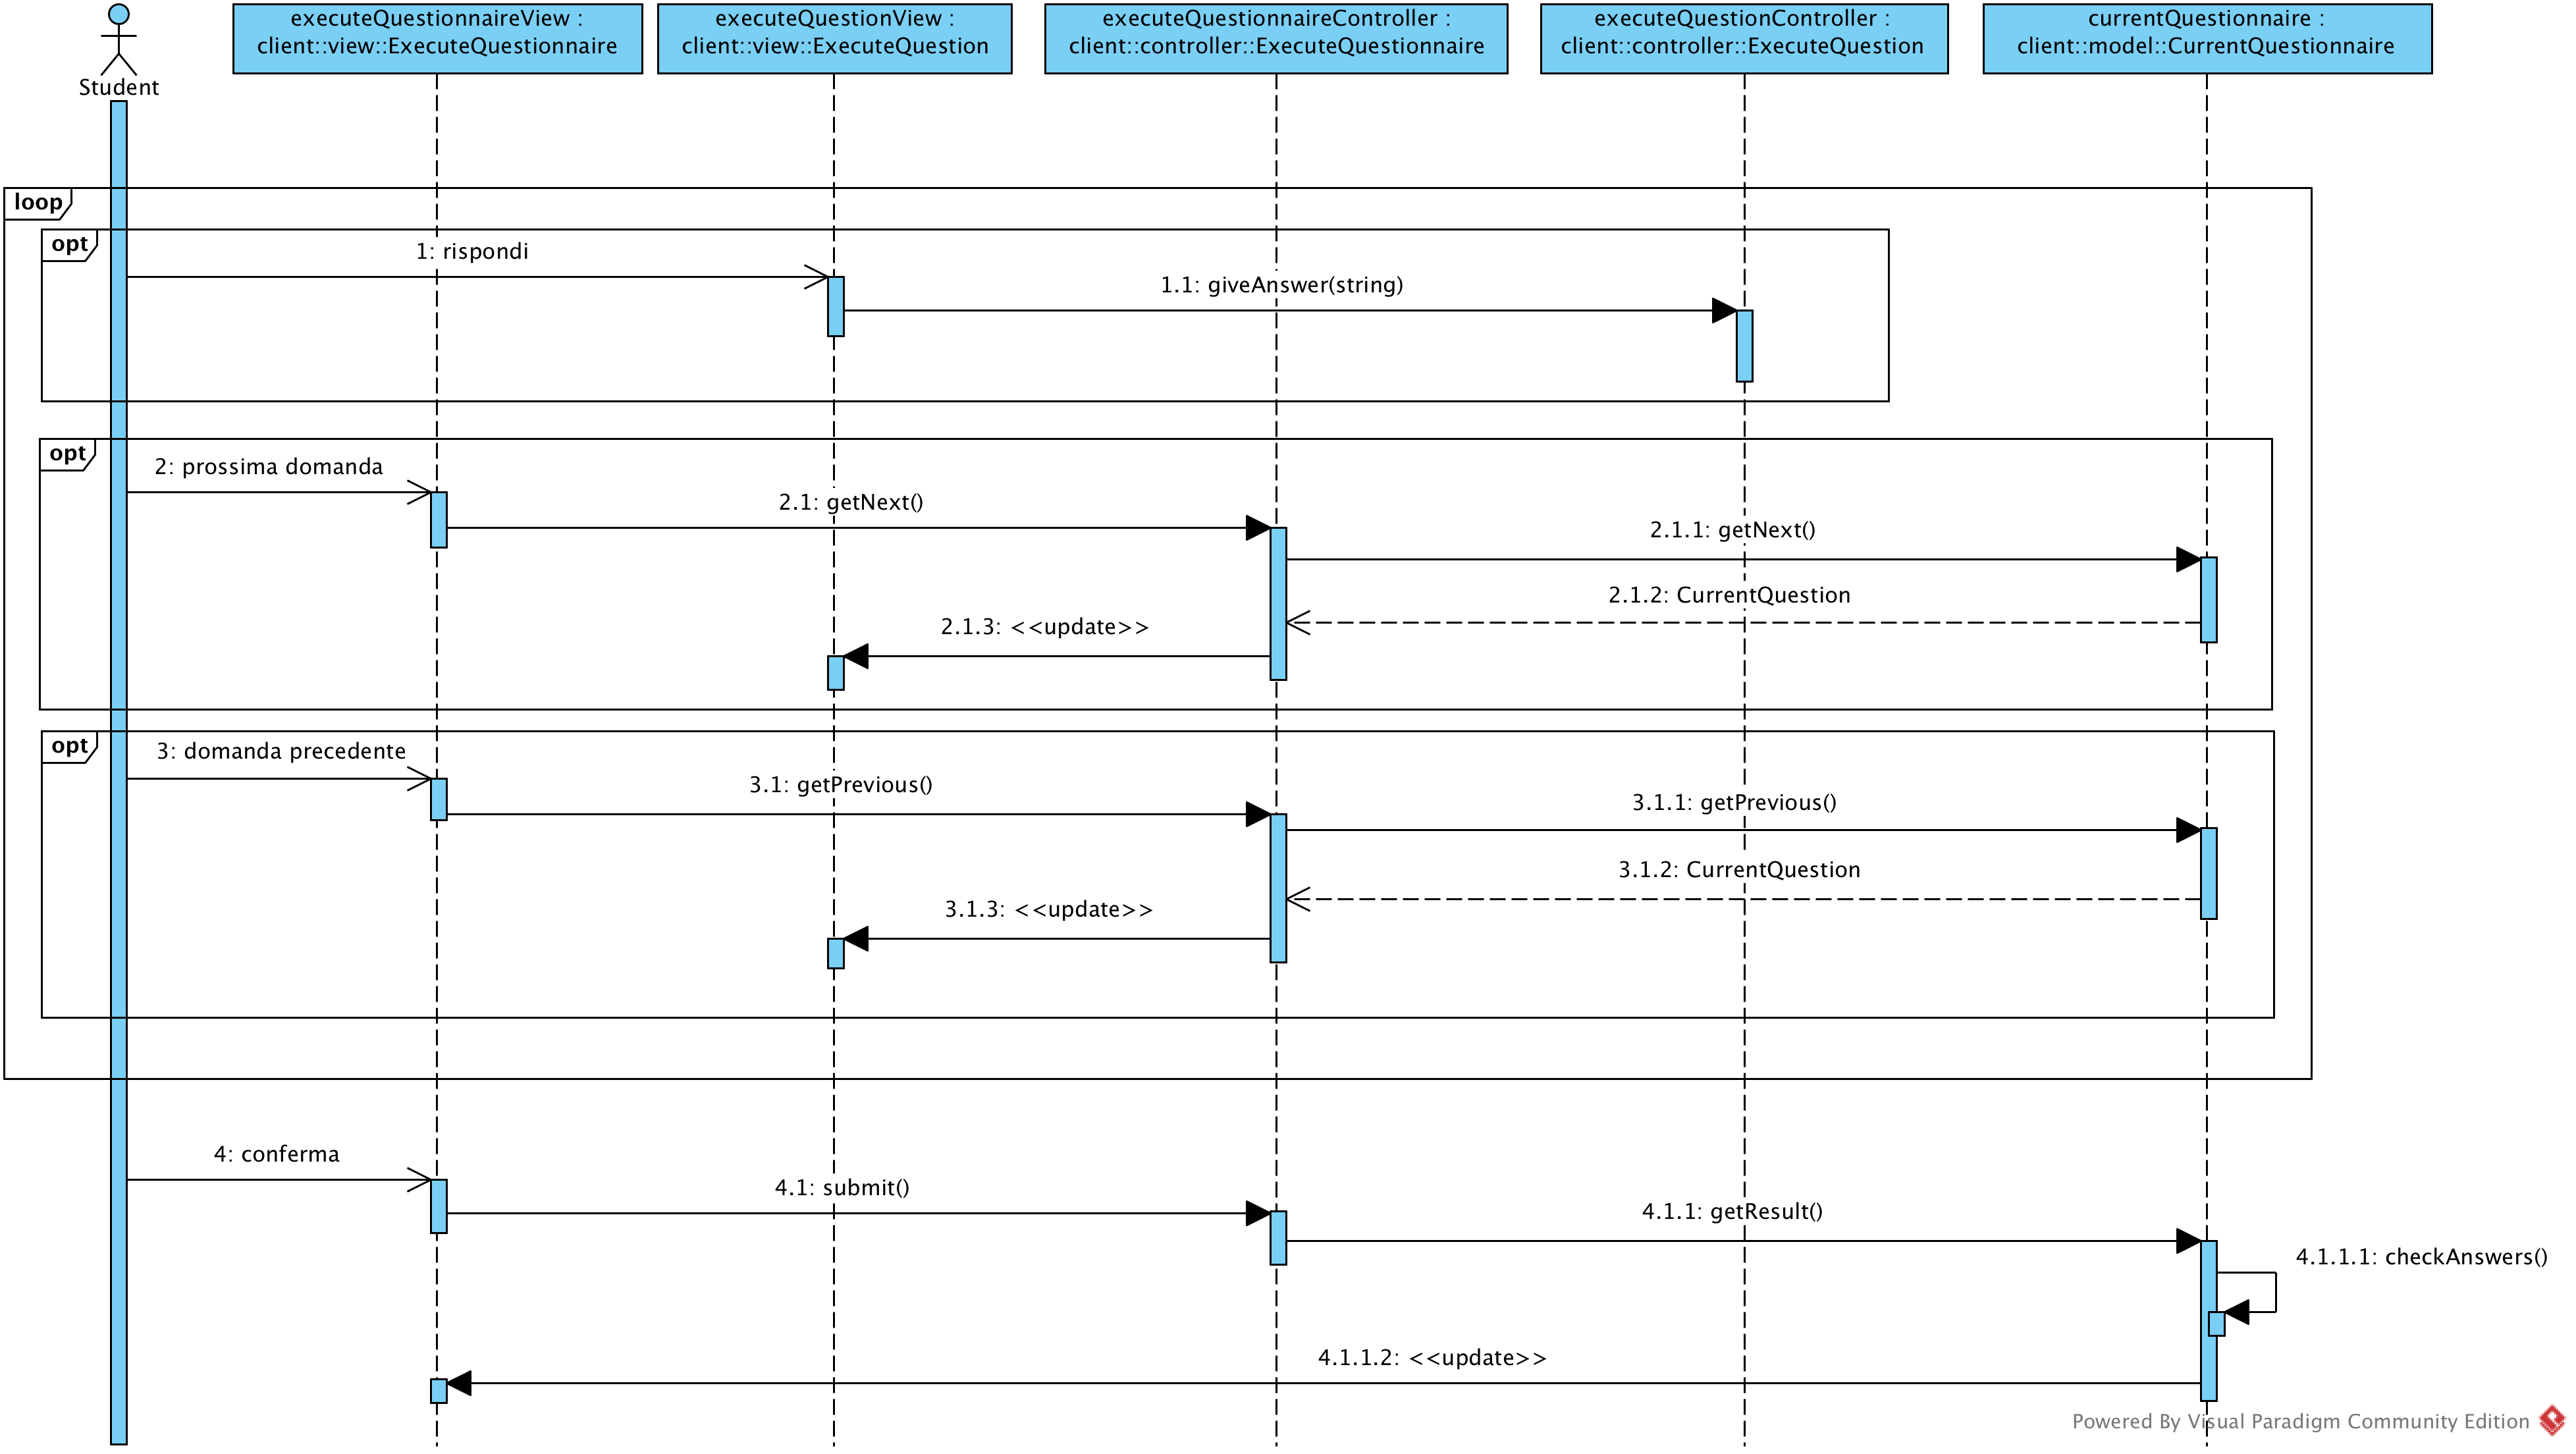 executeQuestionnaireView :
client::view::ExecuteQuestionnaire
executeQuestionView :
client::view::ExecuteQuestion
executeQuestionnaireController :
client::controller::ExecuteQuestionnaire
executeQuestionController :
client::controller::ExecuteQuestion
currentQuestionnaire :
client::model::CurrentQuestionnaire
Student
loop
opt
1: rispondi
1.1: giveAnswer(string)
opt
2: prossima domanda
2.1: getNext()
2.1.1: getNext()
2.1.2: CurrentQuestion
2.1.3: <<update>>
opt
3: domanda precedente
3.1: getPrevious()
3.1.1: getPrevious()
3.1.2: CurrentQuestion
3.1.3: <<update>>
4: conferma
4.1: submit()
4.1.1: getResult()
4.1.1.1: checkAnswers()
4.1.1.2: <<update>>
Powered By Visual Paradigm Community Edition